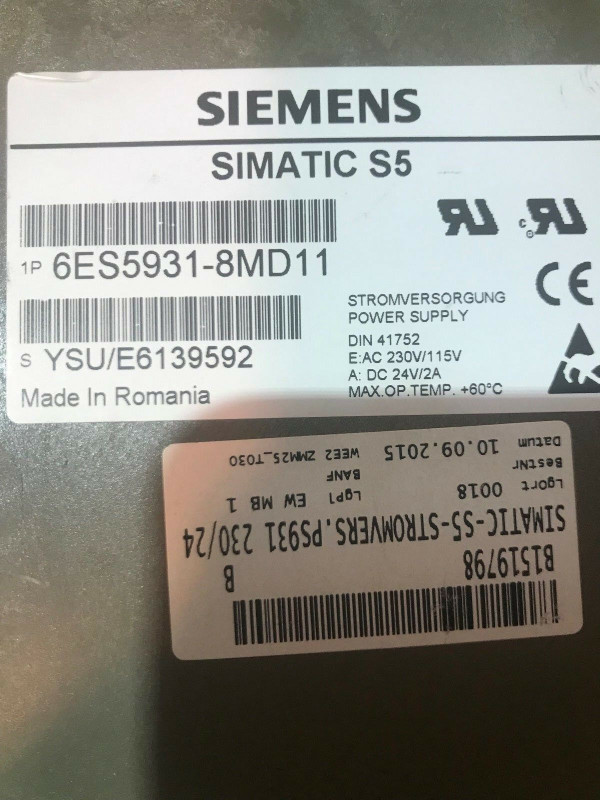 SIEMENS
SIMATIC S5
1P 6ES5931-8MD11
S YSU/E6139592
Made In Romania
STROMVERSORGUNG
POWER SUPPLY
DIN 41752
E:AC 230V/115V
A: DC 24V/2A
MAX.OP.TEMP. +60°C
c
CE
B1519798 B
SIMATIC-S5-STROMVERS.PS931 230/24
LgOrt 0018 LgPl EW MB 1
BestNr BANF
Datum 10.09.2015 WEE2 ZMM25_T030